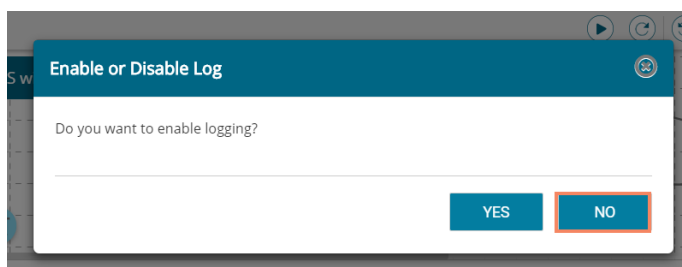 S w
Enable or Disable Log
Do you want to enable logging?
YES NO